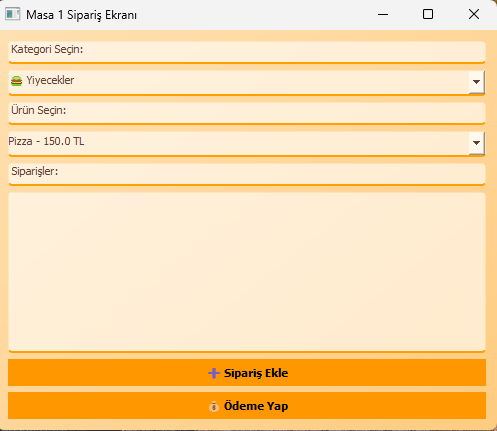 Masa 1 Sipariş Ekranı
Kategori Seçin:
🍔 Yiyecekler
Ürün Seçin:
Pizza - 150.0 TL
Siparişler:
➕ Sipariş Ekle
💰 Ödeme Yap